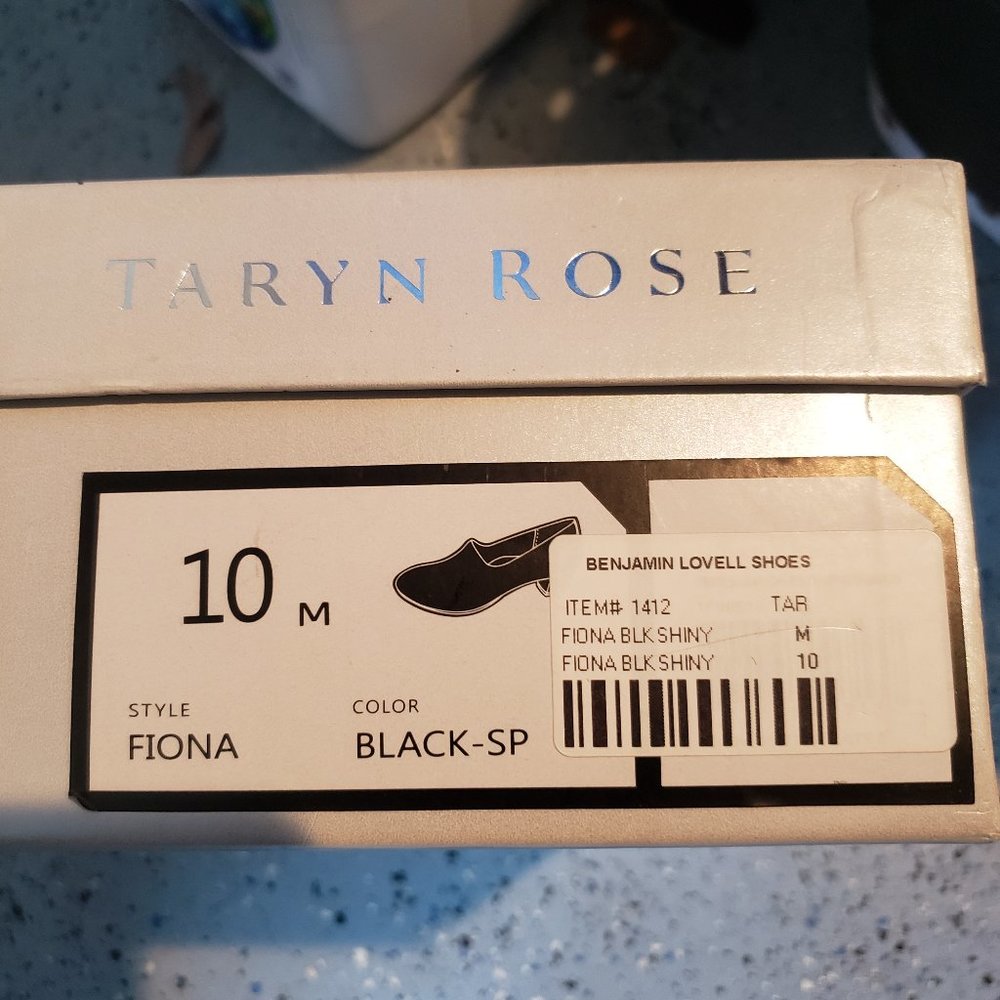 TARYN ROSE
10 M
STYLE
FIONA
COLOR
BLACK-SP
BENJAMIN LOVELL SHOES
ITEM# 1412 TAR
FIONA BLK SHINY M
FIONA BLK SHINY 10